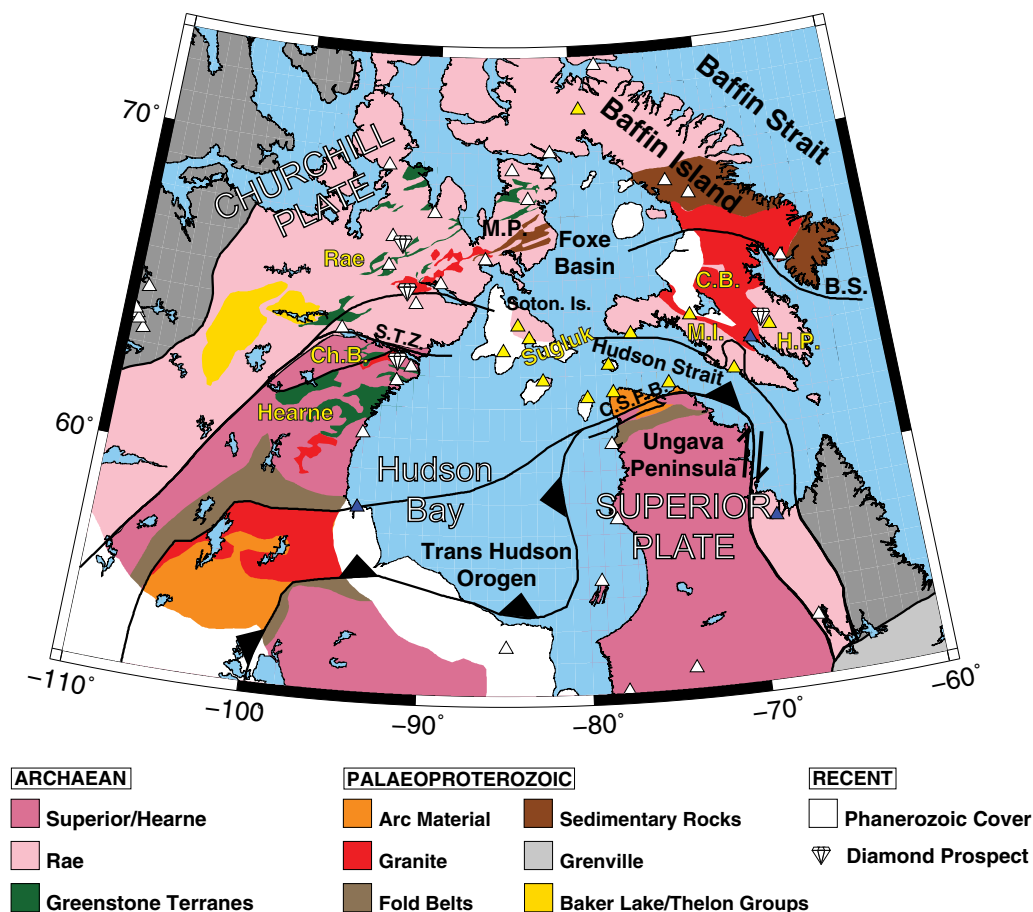 Baffin Strait
70°
Baffin Island
CHURCHILL
PLATE
M.P.
Foxe
Basin
Rae
C.B.
B.S.
Soton. Is.
S.T.Z.
Sugluk
M.I.
H.P.
Ch.B.
Hudson Strait
Hearne
C.S.F.B.
60°
Ungava
Peninsula
Hudson
Bay
SUPERIOR
PLATE
Trans Hudson
Orogen
−110°
−100°
−90°
−80°
−70°
−60°
ARCHAEAN
PALAEOPROTEROZOIC
RECENT
Superior/Hearne
Arc Material
Sedimentary Rocks
Phanerozoic Cover
Rae
Granite
Grenville
Diamond Prospect
Greenstone Terranes
Fold Belts
Baker Lake/Thelon Groups